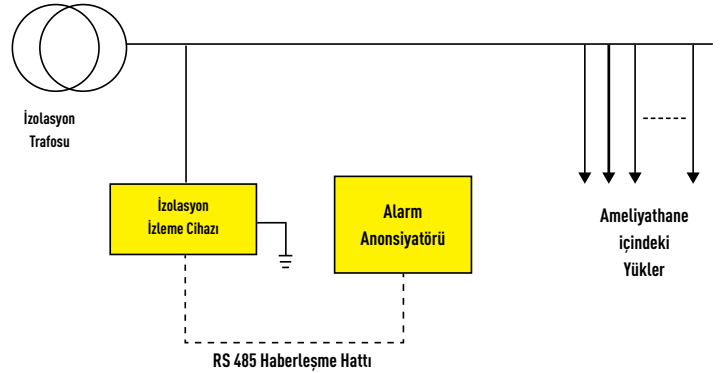 İzolasyon
Trafosu
İzolasyon
İzleme Cihazı
Alarm
Anonsiyatörü
Ameliyathane
içindeki
Yükler
RS 485 Haberleşme Hattı